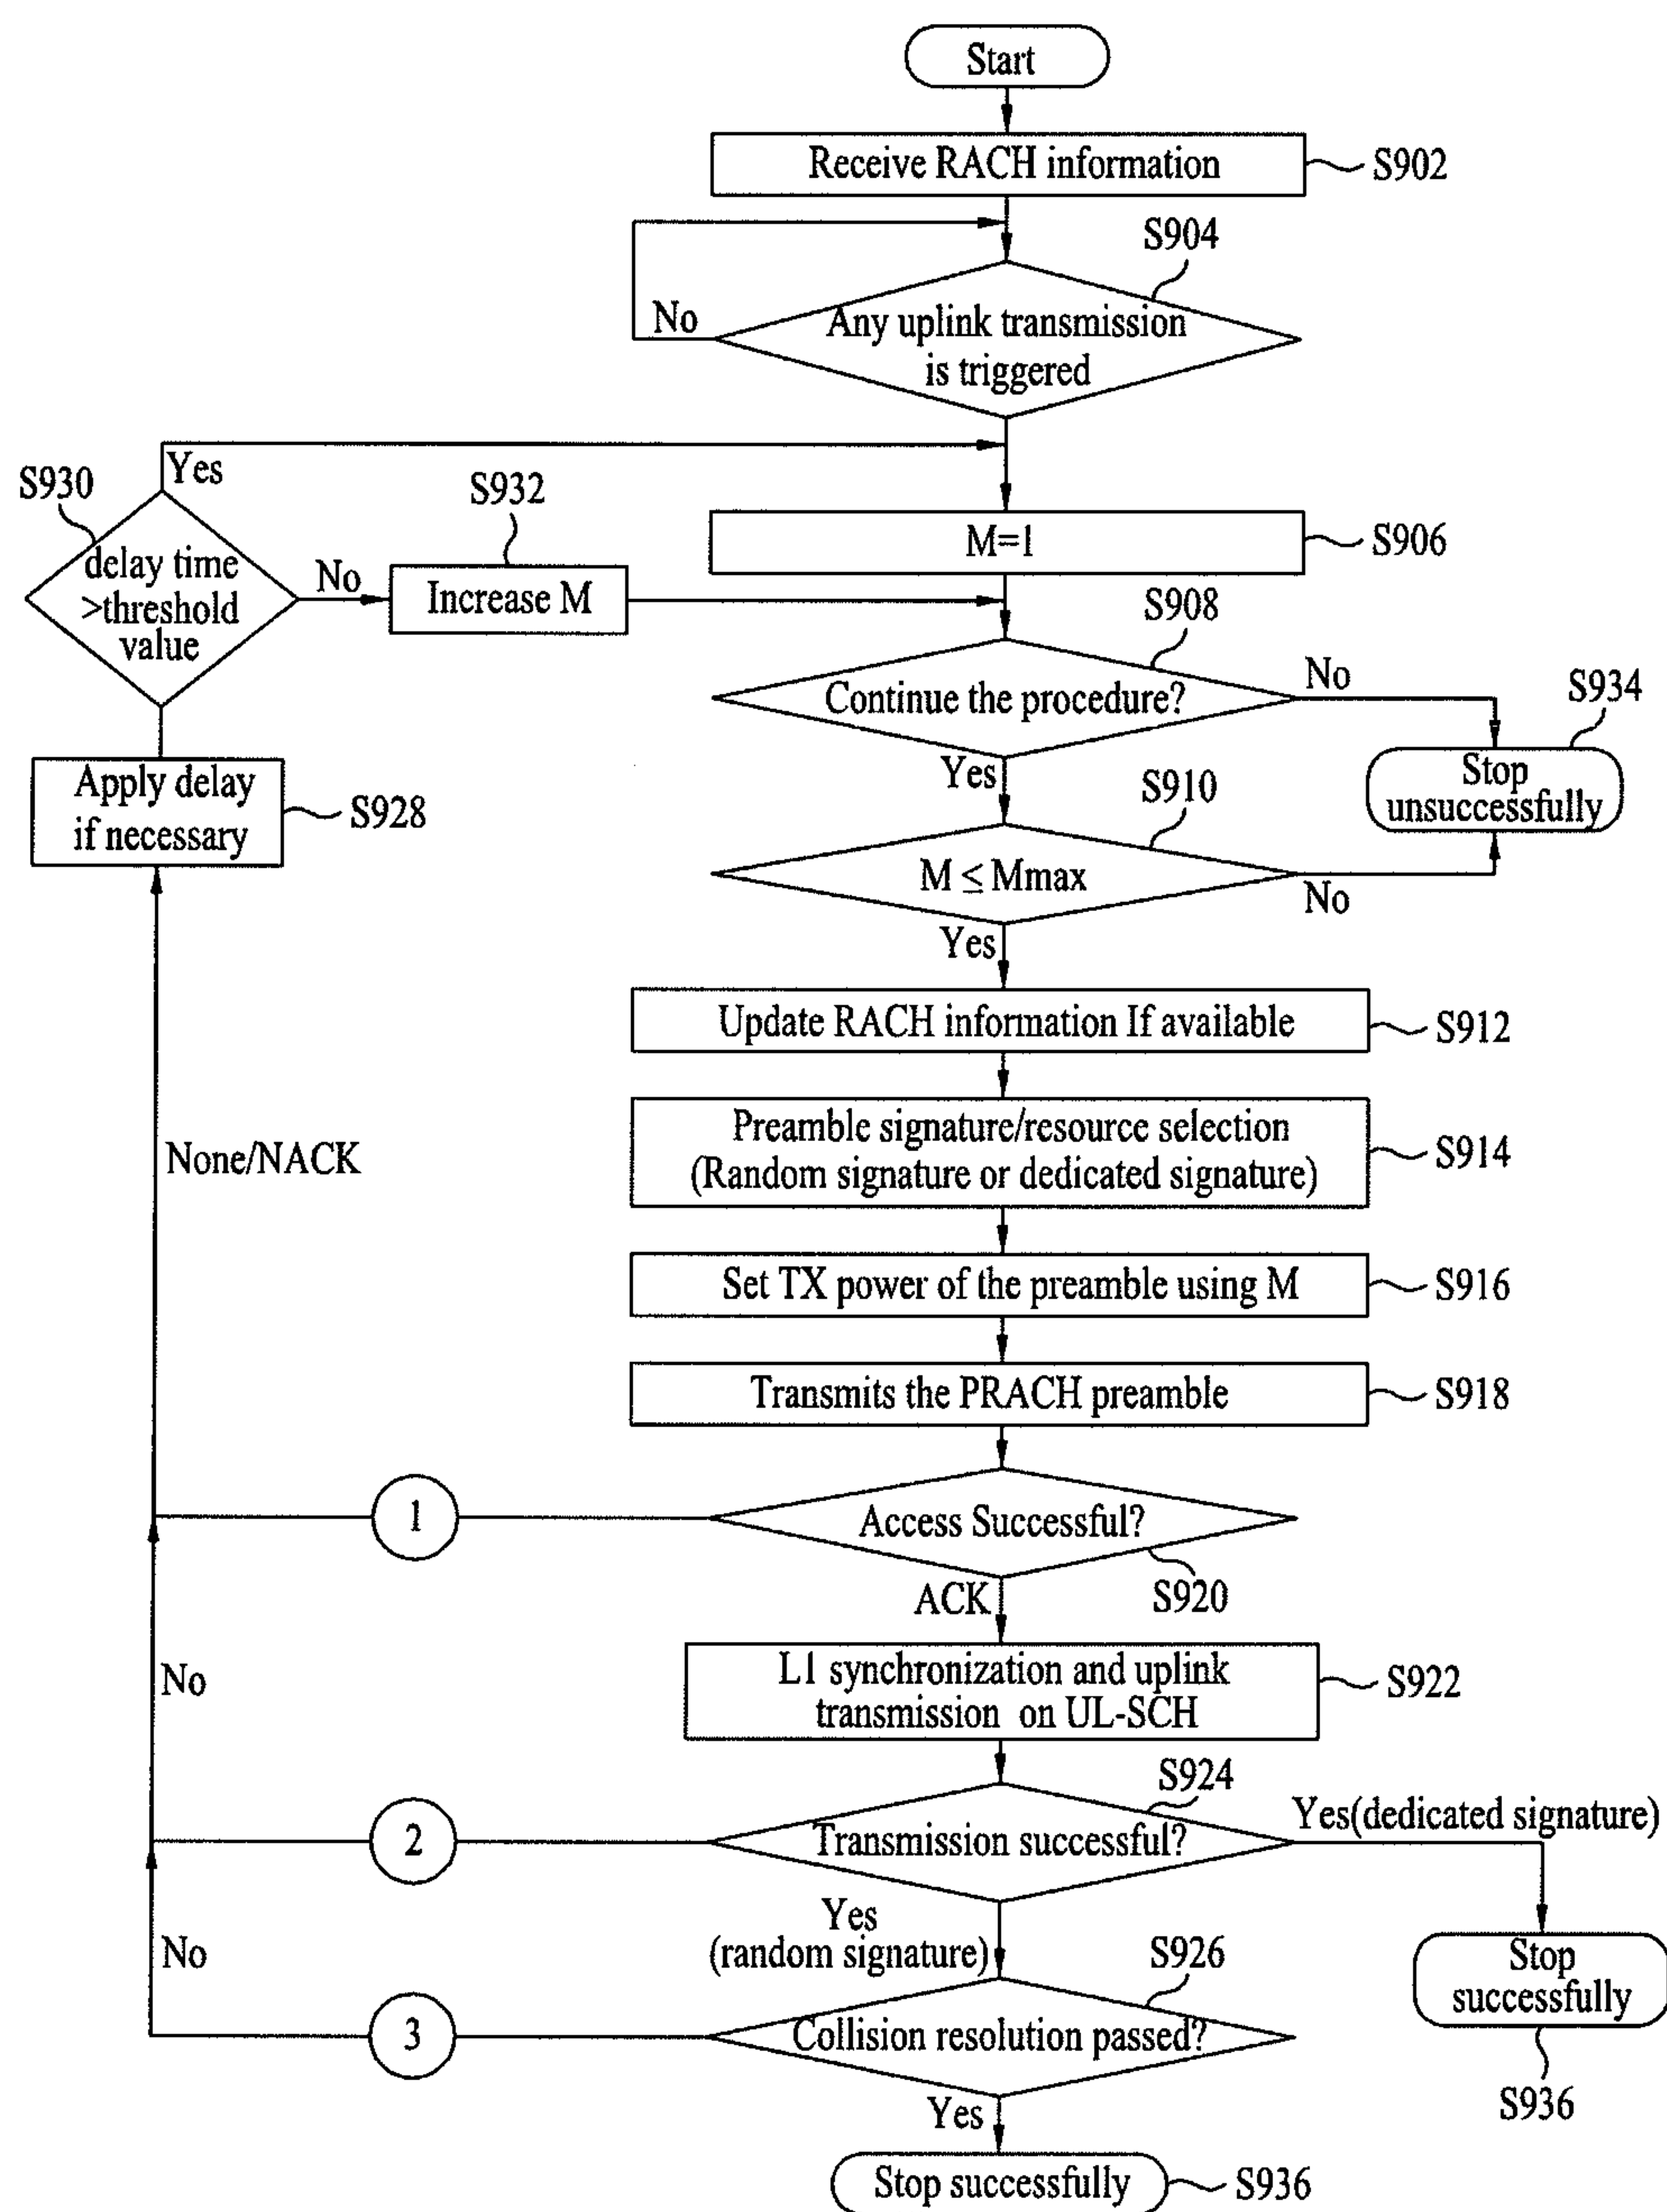 Start
Receive RACH information
S902
S904
No
Any uplink transmission
is triggered
Yes
S930
S932
M=1
S906
delay time
>threshold
value
No
Increase M
S908
Continue the procedure?
No
S934
Yes
S910
Stop
unsuccessfully
Apply delay
if necessary
S928
M ≤ Mmax
No
Yes
Update RACH information If available
S912
None/NACK
Preamble signature/resource selection
(Random signature or dedicated signature)
S914
Set TX power of the preamble using M
S916
Transmits the PRACH preamble
S918
1
Access Successful?
S920
ACK
No
L1 synchronization and uplink
transmission on UL-SCH
S922
S924
Yes(dedicated signature)
2
Transmission successful?
Yes
(random signature)
No
S926
Stop
successfully
3
Collision resolution passed?
S936
Yes
Stop successfully
S936